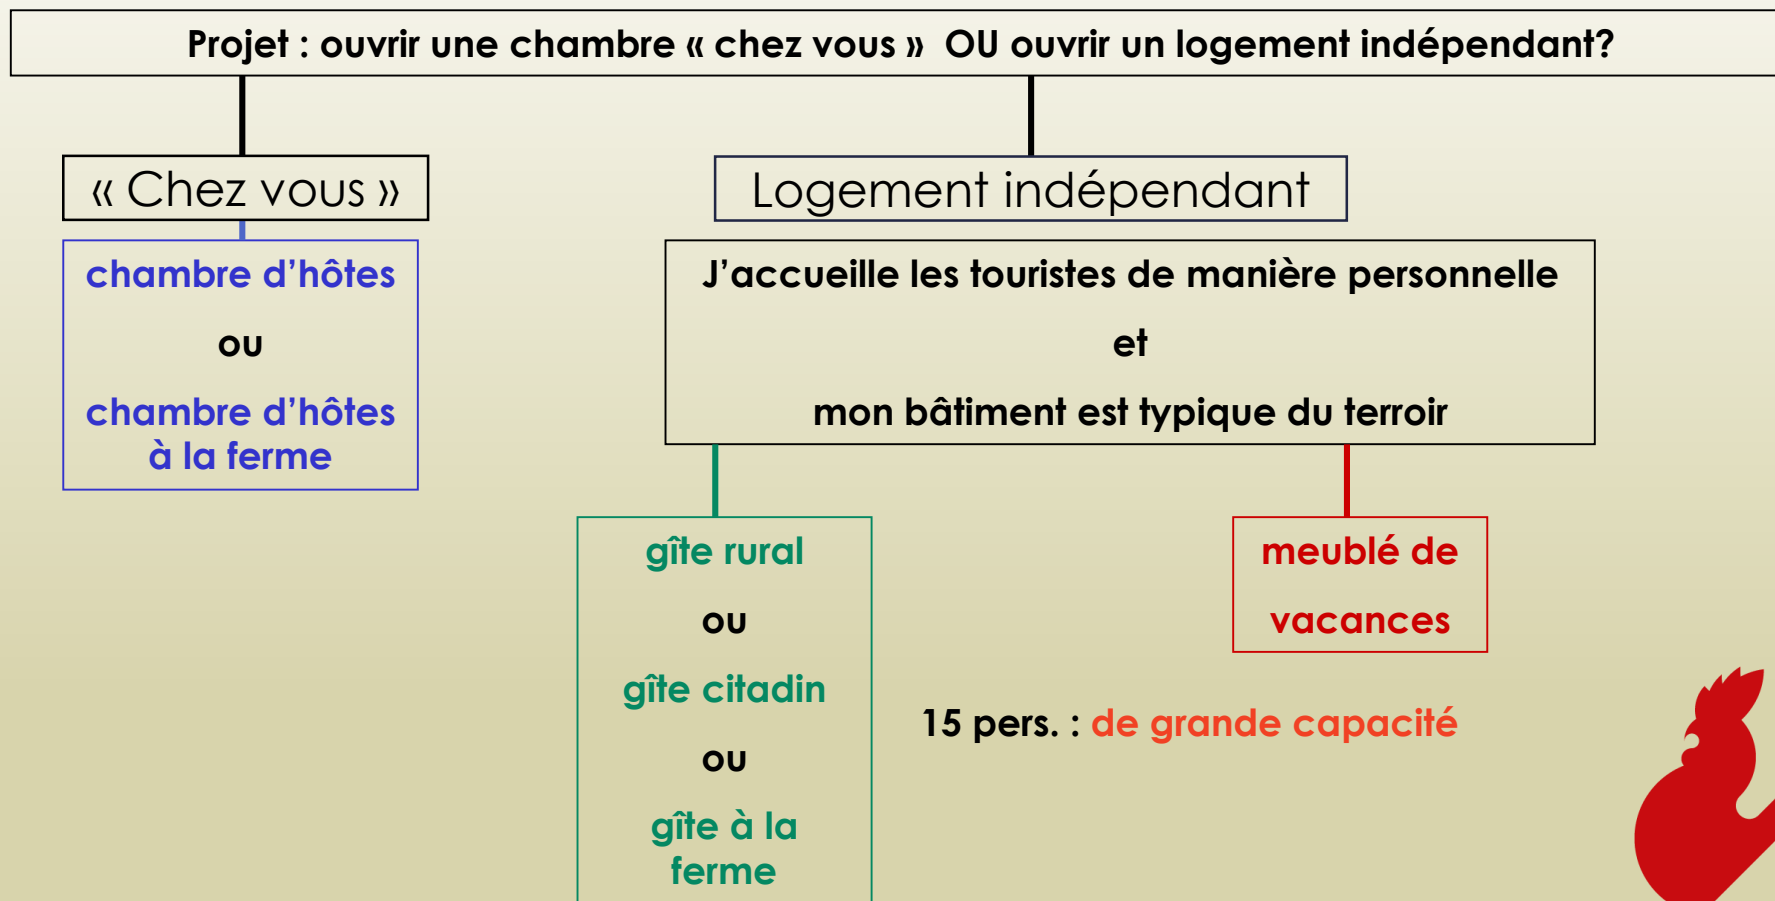 Projet : ouvrir une chambre « chez vous » OU ouvrir un logement indépendant?
« Chez vous »
chambre d’hôtes
ou
chambre d’hôtes
à la ferme
Logement indépendant
J’accueille les touristes de manière personnelle
et
mon bâtiment est typique du terroir
gîte rural
ou
gîte citadin
ou
gîte à la
ferme
meublé de
vacances
15 pers. : de grande capacité